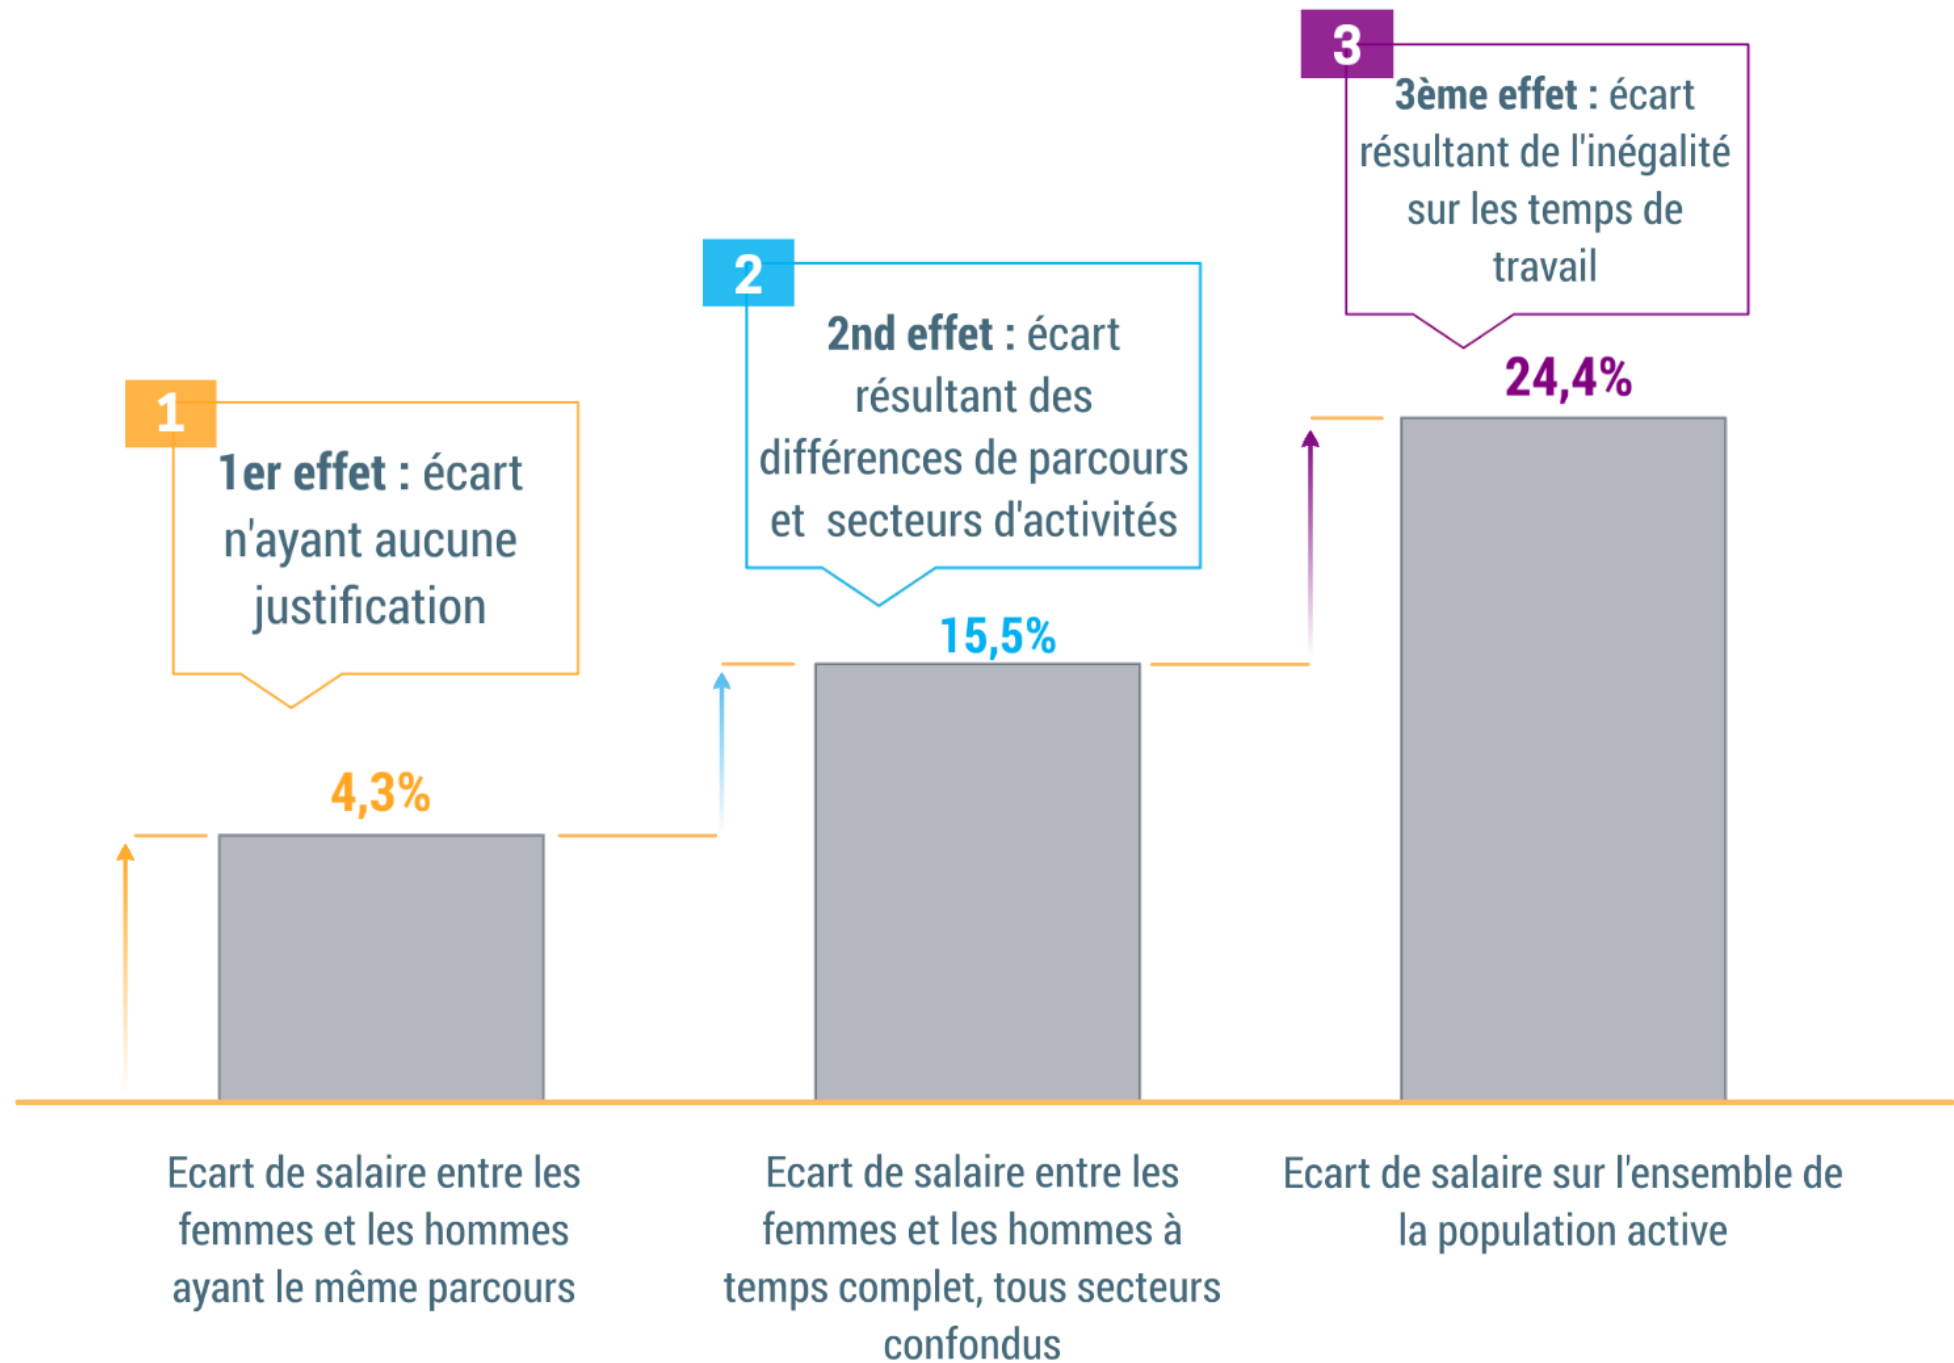 1
1er effet : écart
n'ayant aucune
justification
4,3%
2
2nd effet : écart
résultant des
différences de parcours
et secteurs d'activités
15,5%
3
3ème effet : écart
résultant de l'inégalité
sur les temps de
travail
24,4%
Ecart de salaire entre les
femmes et les hommes
ayant le même parcours
Ecart de salaire entre les
femmes et les hommes à
temps complet, tous secteurs
confondus
Ecart de salaire sur l'ensemble de
la population active